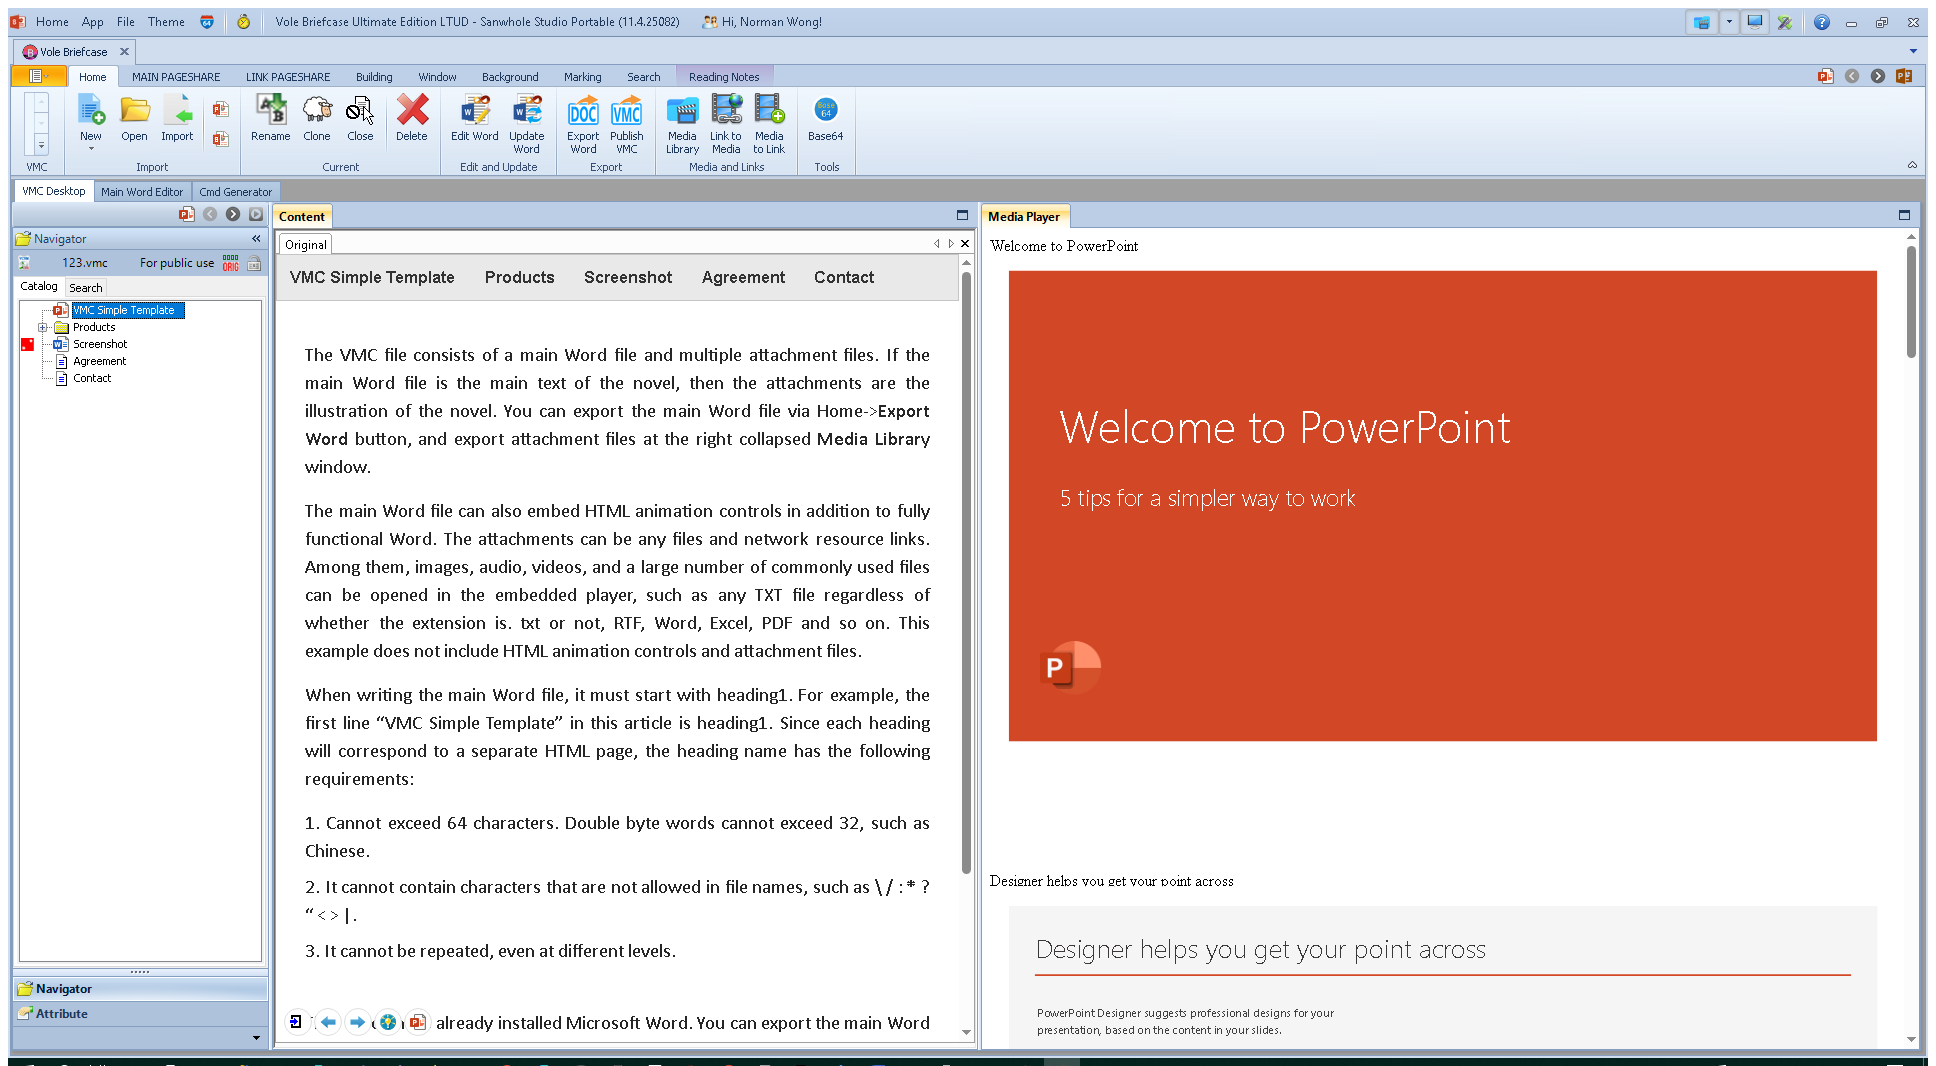 Home App File Theme 64 Vole Briefcase Ultimate Edition LTUD - Sanwhole Studio Portable (11.4.25082) Hi, Norman Wong!
Vole Briefcase
Home MAIN PAGESHARE LINK PAGESHARE Building Window Background Marking Search Reading Notes
New Open Import Rename Clone Close Delete Edit Word Update Word Export Word Publish VMC Media Library Link to Media Media to Link Base64
VMC Import Current Edit and Update Export Media and Links Tools
VMC Desktop Main Word Editor Cmd Generator
Navigator
123.vmc For public use
Catalog Search
VMC Simple Template
Products
Screenshot
Agreement
Contact
Navigator
Attribute
Content
Original
VMC Simple Template Products Screenshot Agreement Contact
The VMC file consists of a main Word file and multiple attachment files. If the
main Word file is the main text of the novel, then the attachments are the
illustration of the novel. You can export the main Word file via Home->Export
Word button, and export attachment files at the right collapsed Media Library
window.
The main Word file can also embed HTML animation controls in addition to fully
functional Word. The attachments can be any files and network resource links.
Among them, images, audio, videos, and a large number of commonly used files
can be opened in the embedded player, such as any TXT file regardless of
whether the extension is. txt or not, RTF, Word, Excel, PDF and so on. This
example does not include HTML animation controls and attachment files.
When writing the main Word file, it must start with heading1. For example, the
first line “VMC Simple Template” in this article is heading1. Since each heading
will correspond to a separate HTML page, the heading name has the following
requirements:
1. Cannot exceed 64 characters. Double byte words cannot exceed 32, such as
Chinese.
2. It cannot contain characters that are not allowed in file names, such as \ / : * ?
“ < > | .
3. It cannot be repeated, even at different levels.
already installed Microsoft Word. You can export the main Word
Media Player
Welcome to PowerPoint
Welcome to PowerPoint
5 tips for a simpler way to work
P
Designer helps you get your point across
Designer helps you get your point across
PowerPoint Designer suggests professional designs for your
presentation, based on the content in your slides.